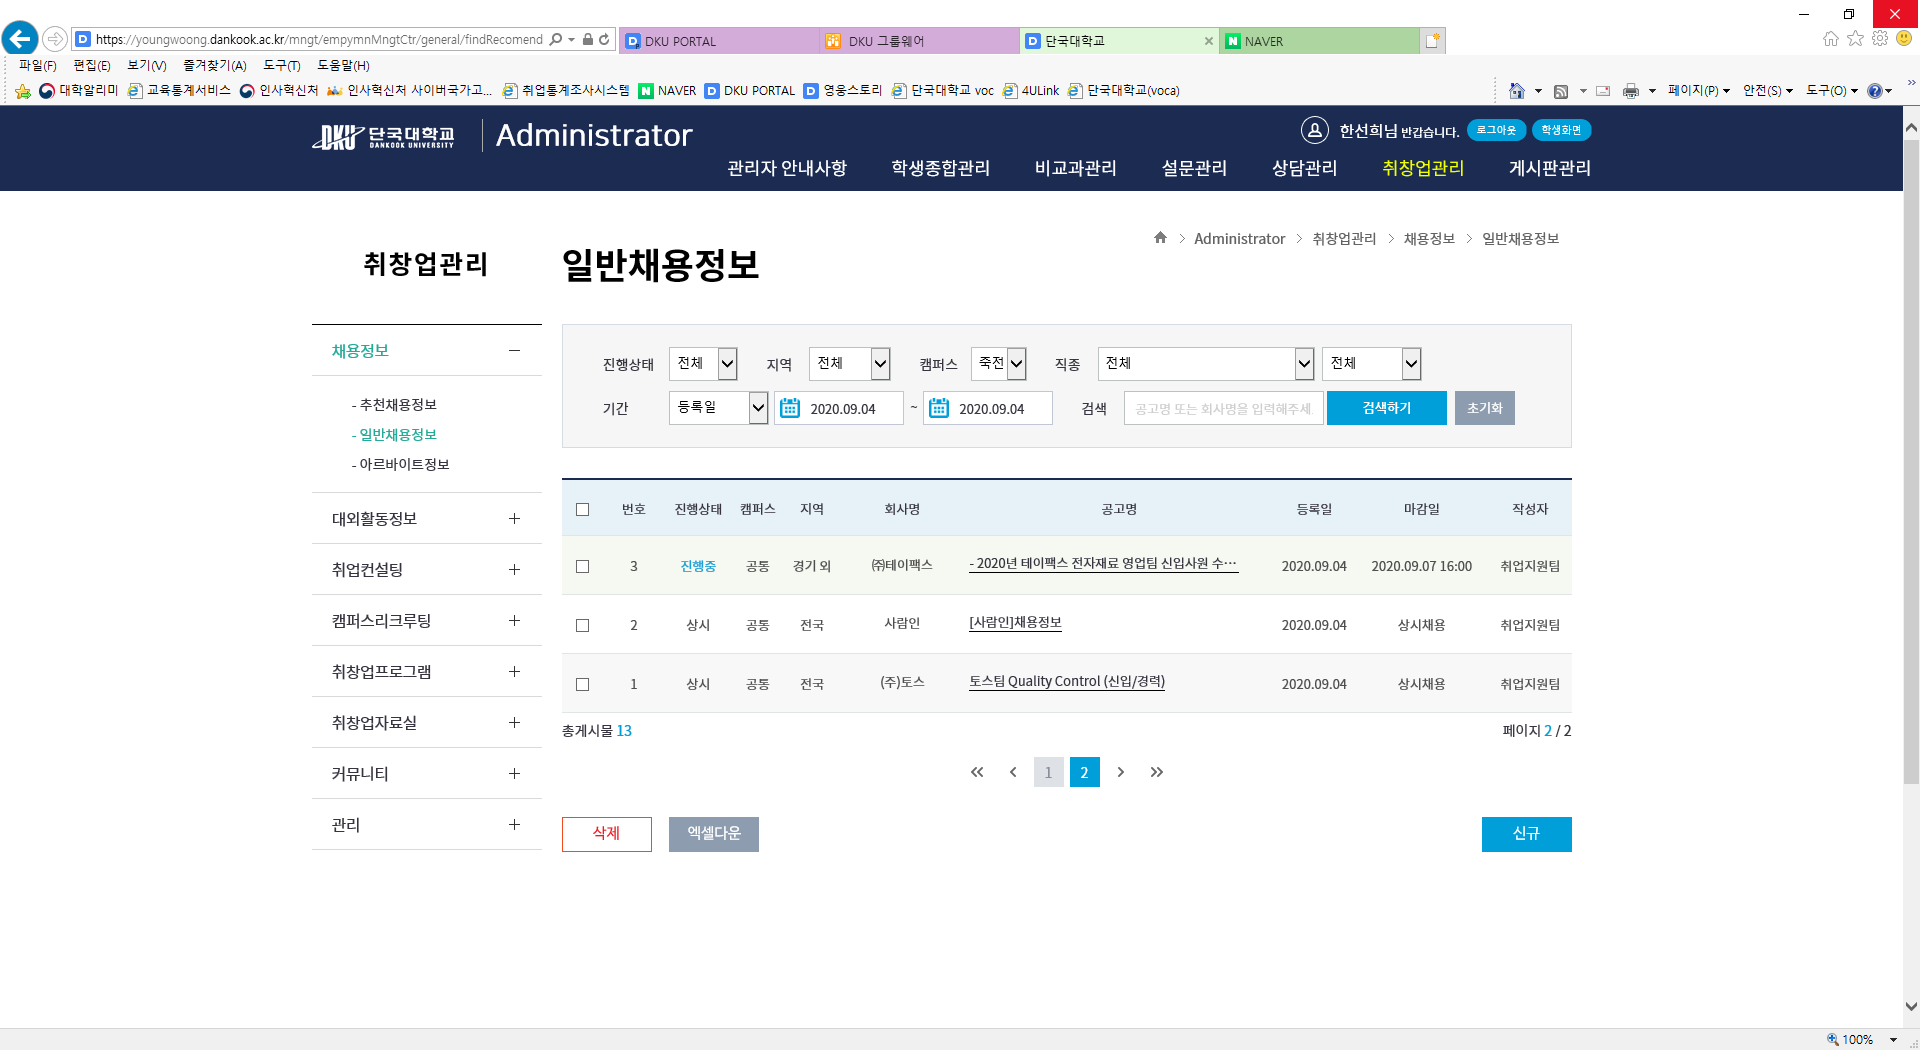 https://youngwoong.dankook.ac.kr/mngt/empymnMngtCtr/general/findRecomend
DKU PORTAL
DKU 그룹웨어
단국대학교
NAVER
파일(F) 편집(E) 보기(V) 즐겨찾기(A) 도구(T) 도움말(H)
대학알리미 교육통계서비스 인사혁신처 인사혁신처 사이버국가고... 취업통계조사시스템 NAVER DKU PORTAL 영웅스토리 단국대학교 voc 4ULink 단국대학교(voca) 페이지(P) 안전(S) 도구(O)
DKU 단국대학교 DANKOOK UNIVERSITY Administrator
한선희님 반갑습니다. 로그아웃 학생화면
관리자 안내사항 학생종합관리 비교과관리 설문관리 상담관리 취창업관리 게시판관리
Administrator 취창업관리 채용정보 일반채용정보
취창업관리
일반채용정보
채용정보
- 추천채용정보
- 일반채용정보
- 아르바이트정보
대외활동정보
취업컨설팅
캠퍼스리크루팅
취창업프로그램
취창업자료실
커뮤니티
관리
진행상태 전체 지역 전체 캠퍼스 죽전 직종 전체 전체
기간 등록일 2020.09.04 ~ 2020.09.04 검색 공고명 또는 회사명을 입력해주세. 검색하기 초기화
번호 진행상태 캠퍼스 지역 회사명 공고명 등록일 마감일 작성자
3 진행중 공통 경기 외 ㈜테이팩스 - 2020년 테이팩스 전자재료 영업팀 신입사원 수… 2020.09.04 2020.09.07 16:00 취업지원팀
2 상시 공통 전국 사람인 [사람인]채용정보 2020.09.04 상시채용 취업지원팀
1 상시 공통 전국 (주)토스 토스팀 Quality Control (신입/경력) 2020.09.04 상시채용 취업지원팀
총게시물 13 페이지 2 / 2
1 2
삭제 엑셀다운 신규
100%